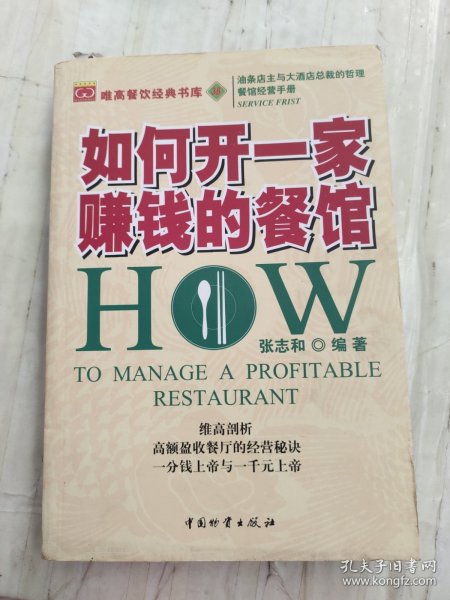 唯高餐饮经典书库
油条店主与大酒店总裁的哲理
餐馆经营手册
SERVICE FRIST
如何开一家
赚钱的餐馆
HOW
张志和◎编著
TO MANAGE A PROFITABLE
RESTAURANT
维高剖析
高额盈收餐厅的经营秘诀
一分钱上帝与一千元上帝
中国物资出版社
孔夫子旧书网
www.kongfz.com